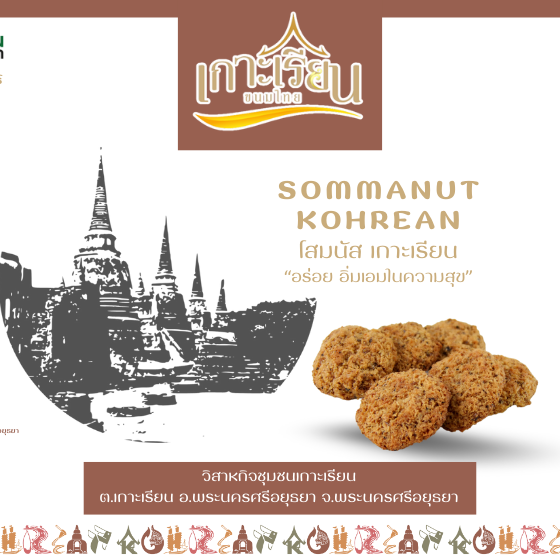 เกาะเรียน
ขนมไทย
SOMMANUT
KOHREAN
โสมนัส เกาะเรียน
“อร่อย อิ่มเอมในความสุข”
วิสาหกิจชุมชนเกาะเรียน
ต.เกาะเรียน อ.พระนครศรีอยุธยา จ.พระนครศรีอยุธยา